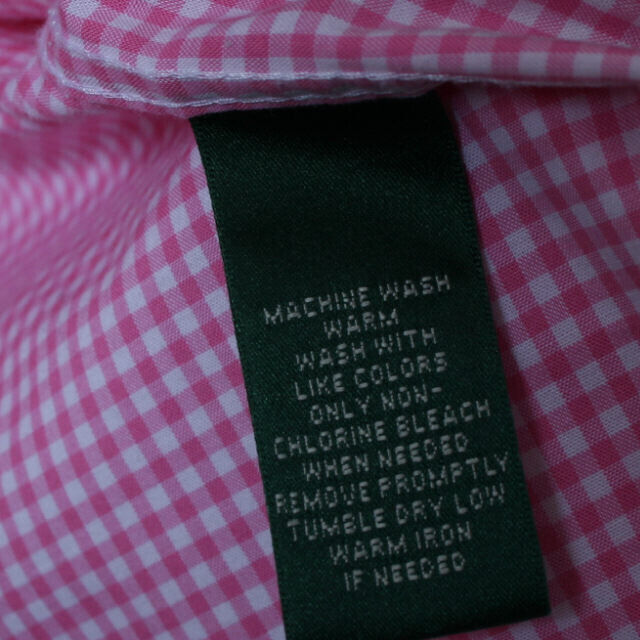 MACHINE WASH
WARM
WASH WITH
LIKE COLORS
ONLY NON-
CHLORINE BLEACH
WHEN NEEDED
REMOVE PROMPTLY
TUMBLE DRY LOW
WARM IRON
IF NEEDED